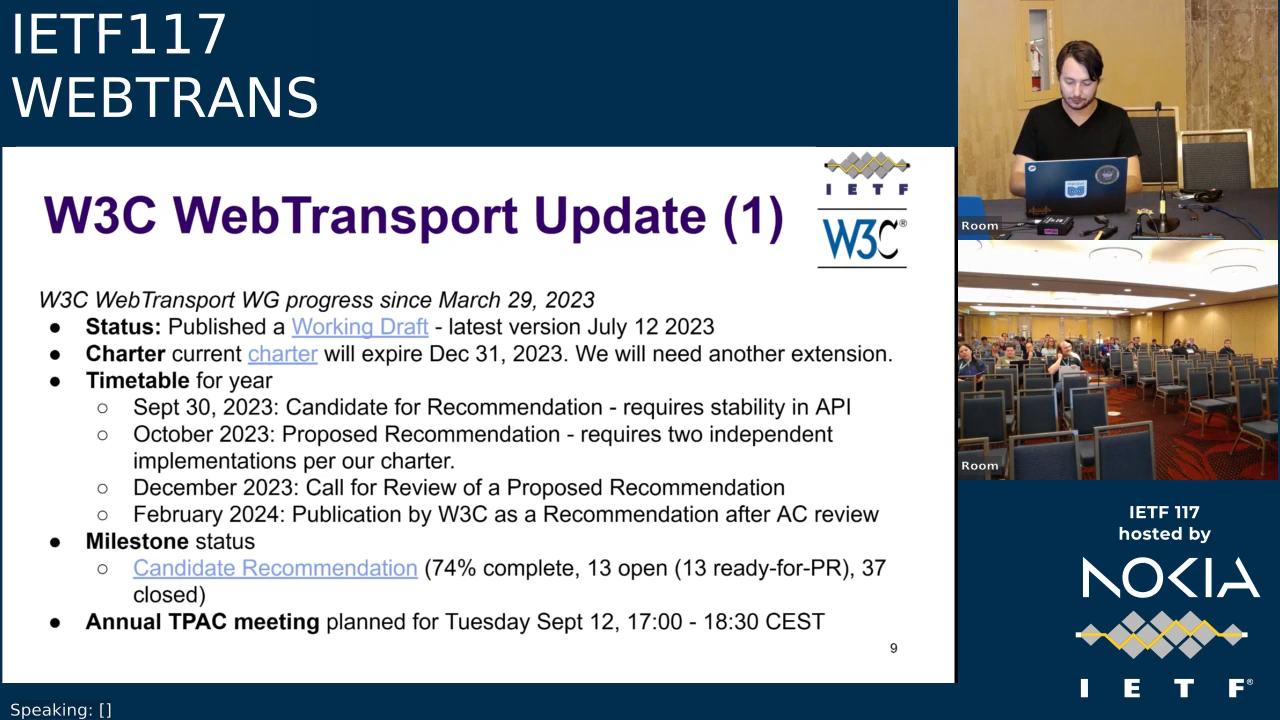 IETF117
WEBTRANS
W3C WebTransport Update (1)
I E T F
W3C®
W3C WebTransport WG progress since March 29, 2023
● Status: Published a Working Draft - latest version July 12 2023
● Charter current charter will expire Dec 31, 2023. We will need another extension.
● Timetable for year
○ Sept 30, 2023: Candidate for Recommendation - requires stability in API
○ October 2023: Proposed Recommendation - requires two independent
implementations per our charter.
○ December 2023: Call for Review of a Proposed Recommendation
○ February 2024: Publication by W3C as a Recommendation after AC review
● Milestone status
○ Candidate Recommendation (74% complete, 13 open (13 ready-for-PR), 37
closed)
● Annual TPAC meeting planned for Tuesday Sept 12, 17:00 - 18:30 CEST
9
Room
Room
IETF 117
hosted by
NOKIA
I E T F®
Speaking: []